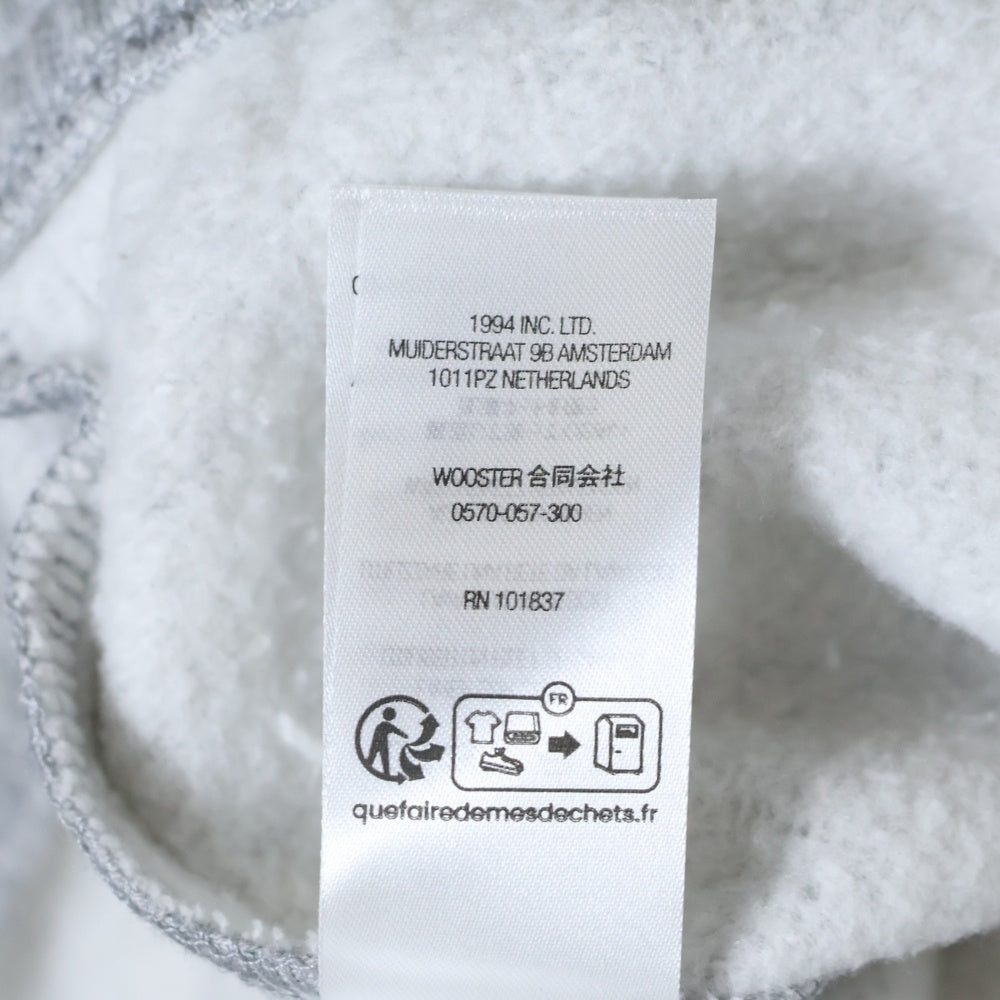 1994 INC. LTD.
MUIDERSTRAAT 9B AMSTERDAM
1011PZ NETHERLANDS
WOOSTER 合同会社
0570-057-300
RN 101837
FR
quefairedemesdechets.fr